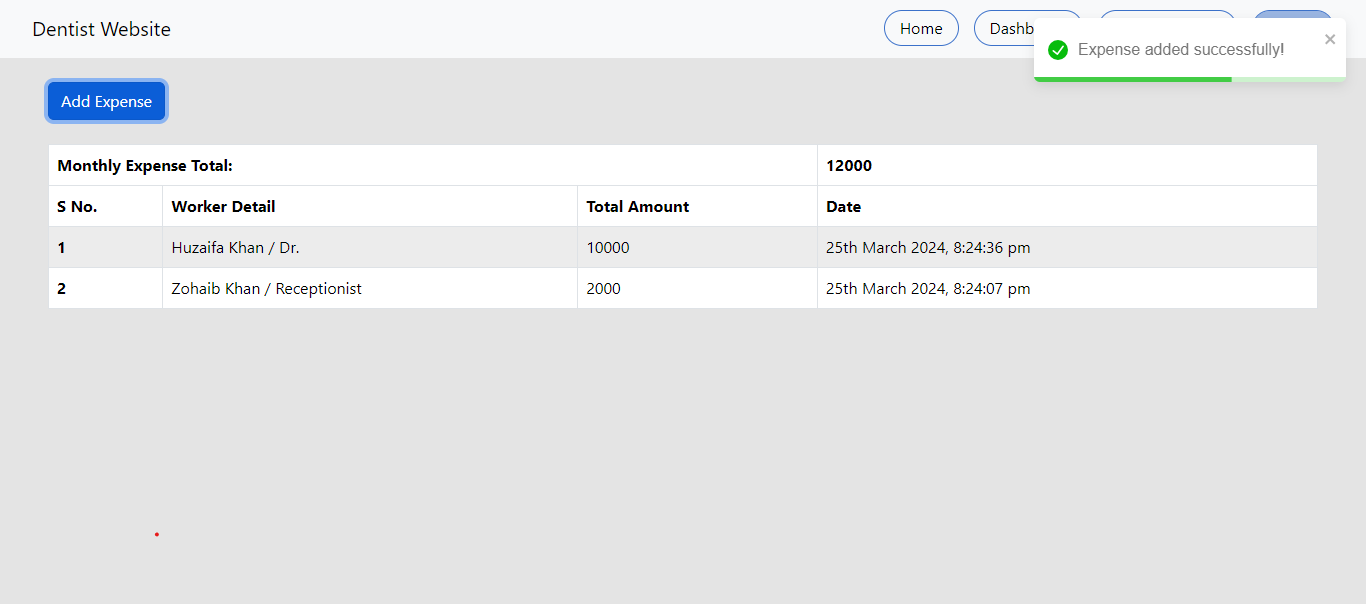 Dentist Website
Home
Expense added successfully!
Add Expense
Monthly Expense Total: 12000
S No. Worker Detail Total Amount Date
1 Huzaifa Khan / Dr. 10000 25th March 2024, 8:24:36 pm
2 Zohaib Khan / Receptionist 2000 25th March 2024, 8:24:07 pm